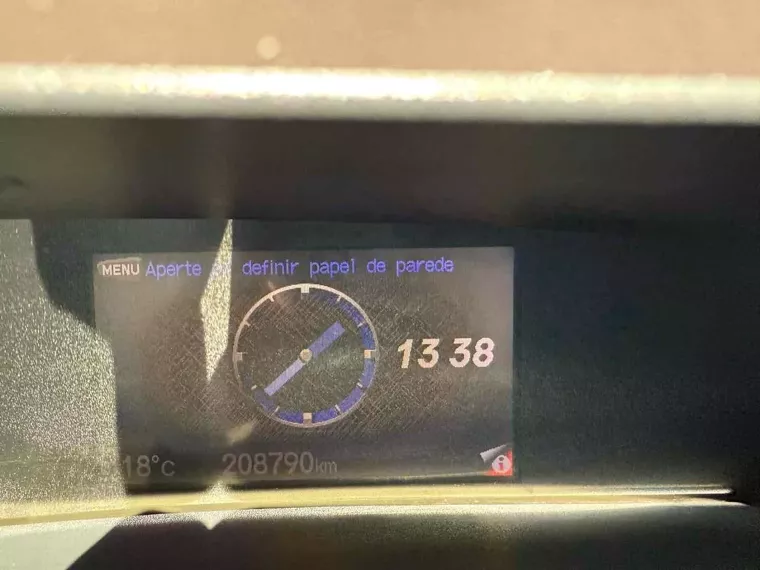 MENU Aperte definir papel de parede
13 38
18°C 208790km
i